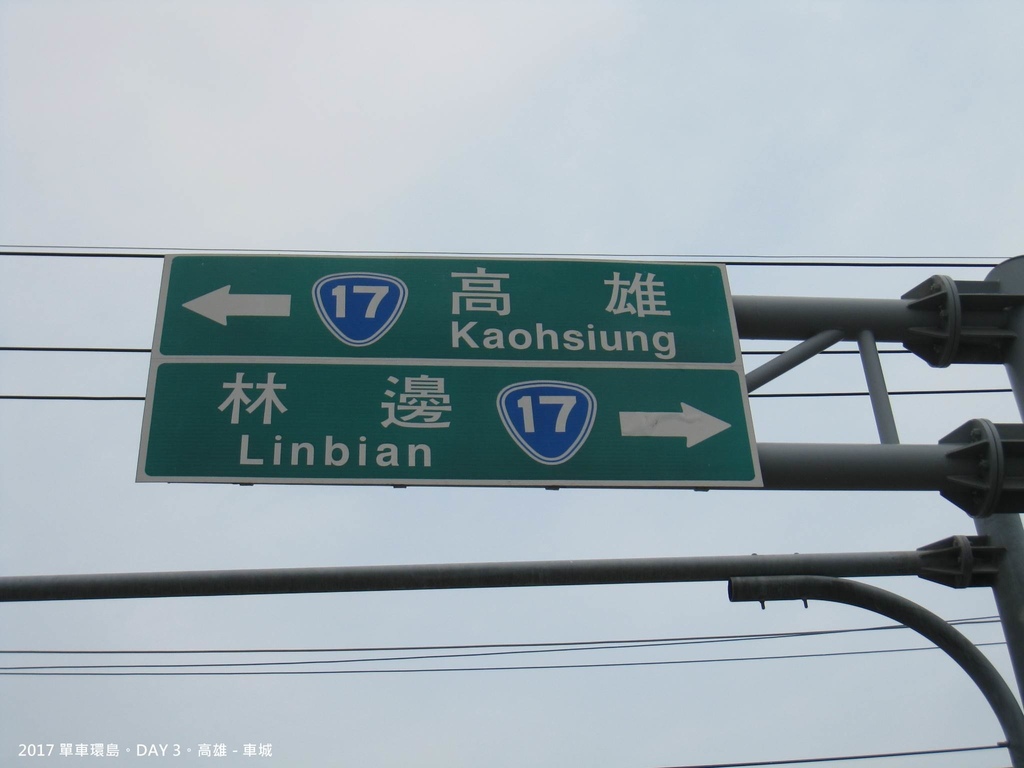 17 高雄
Kaohsiung
林邊 17
Linbian
2017 單車環島。DAY 3。高雄 - 車城